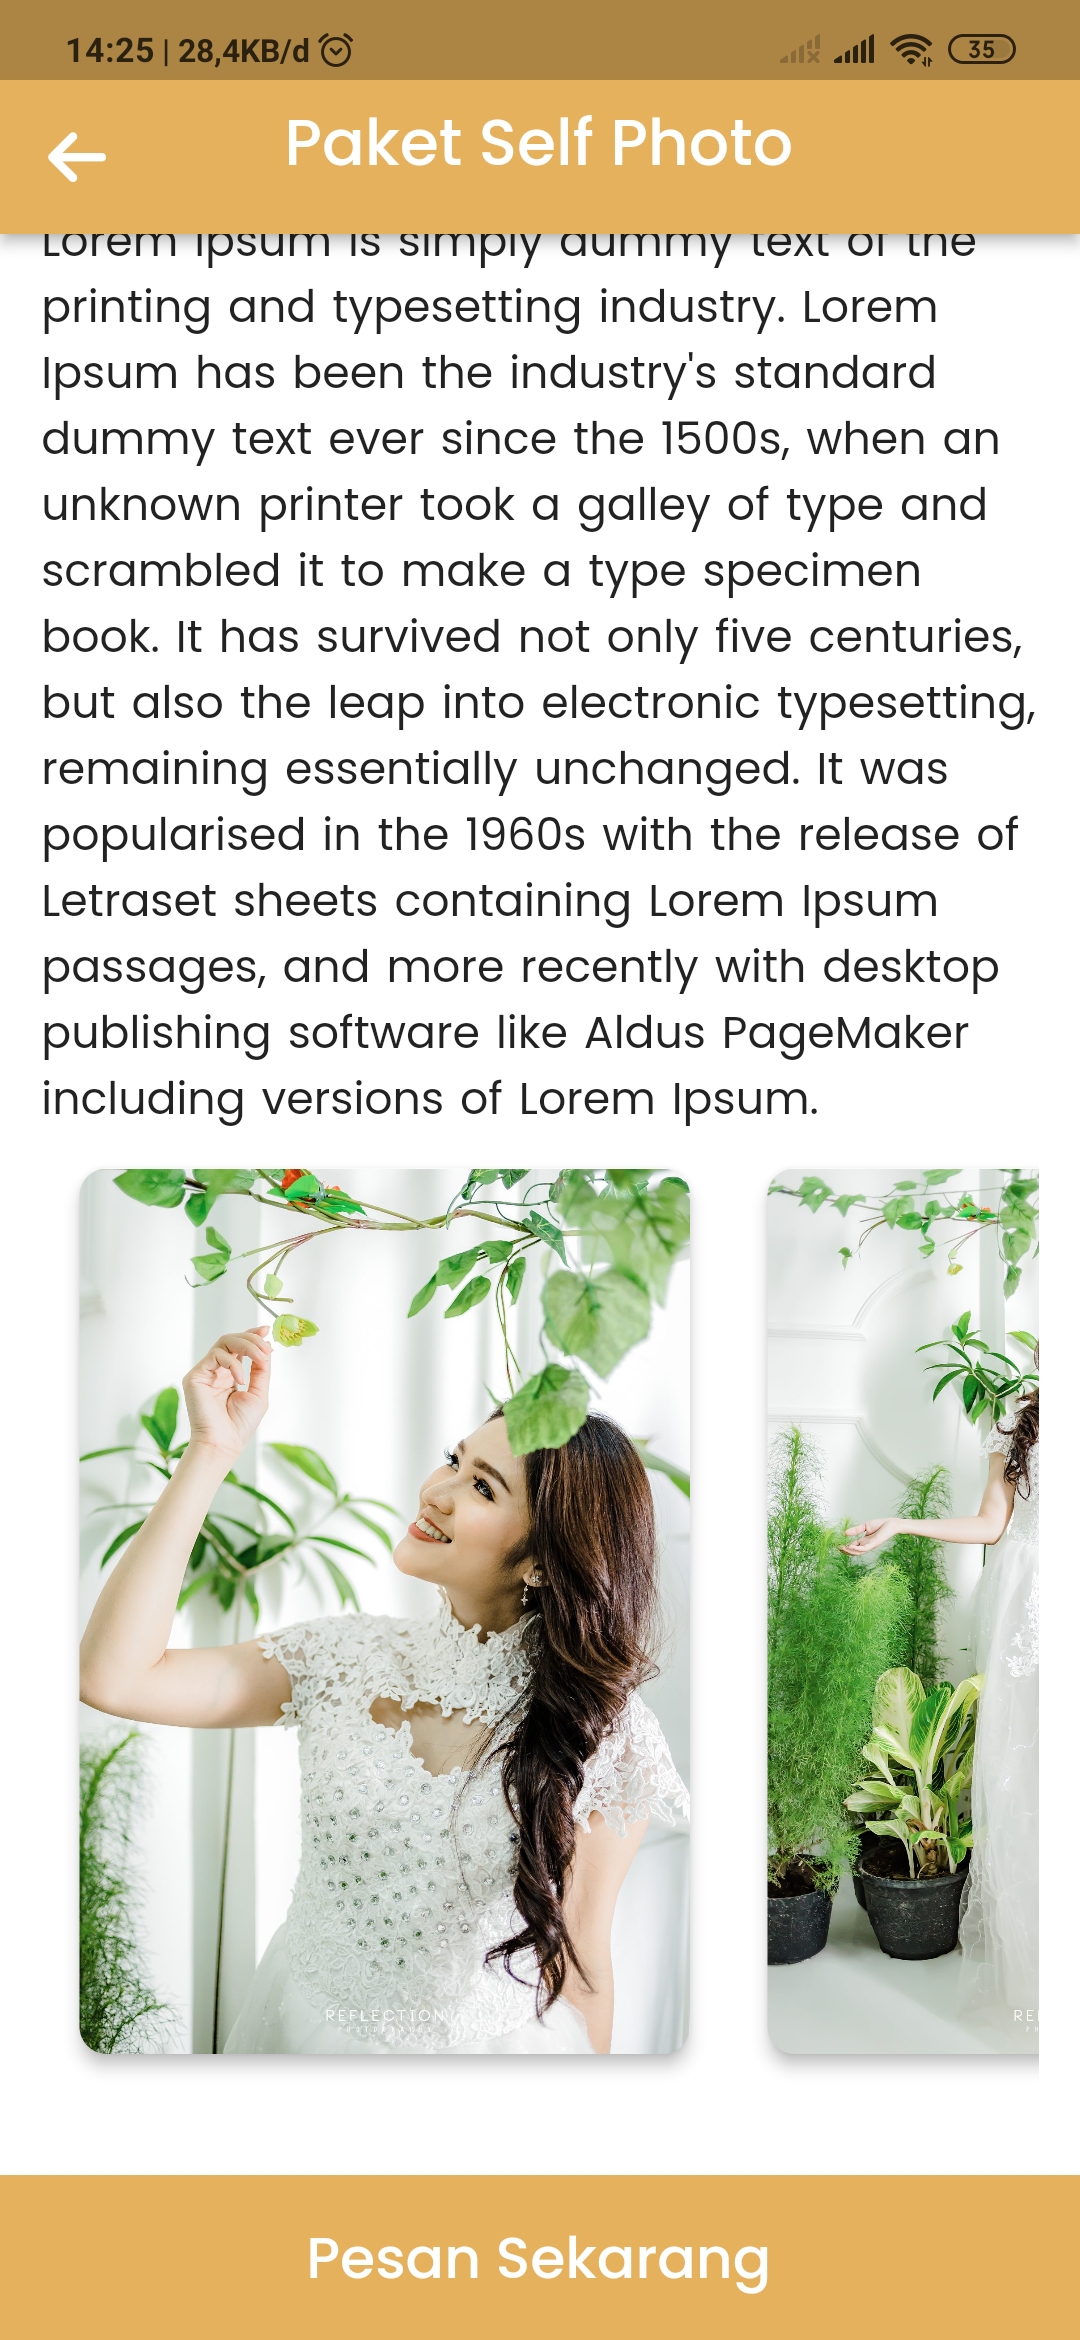 14:25 | 28,4KB/d
35
Paket Self Photo
Lorem Ipsum is simply dummy text of the
printing and typesetting industry. Lorem
Ipsum has been the industry's standard
dummy text ever since the 1500s, when an
unknown printer took a galley of type and
scrambled it to make a type specimen
book. It has survived not only five centuries,
but also the leap into electronic typesetting,
remaining essentially unchanged. It was
popularised in the 1960s with the release of
Letraset sheets containing Lorem Ipsum
passages, and more recently with desktop
publishing software like Aldus PageMaker
including versions of Lorem Ipsum.
REFLECTION
Pesan Sekarang